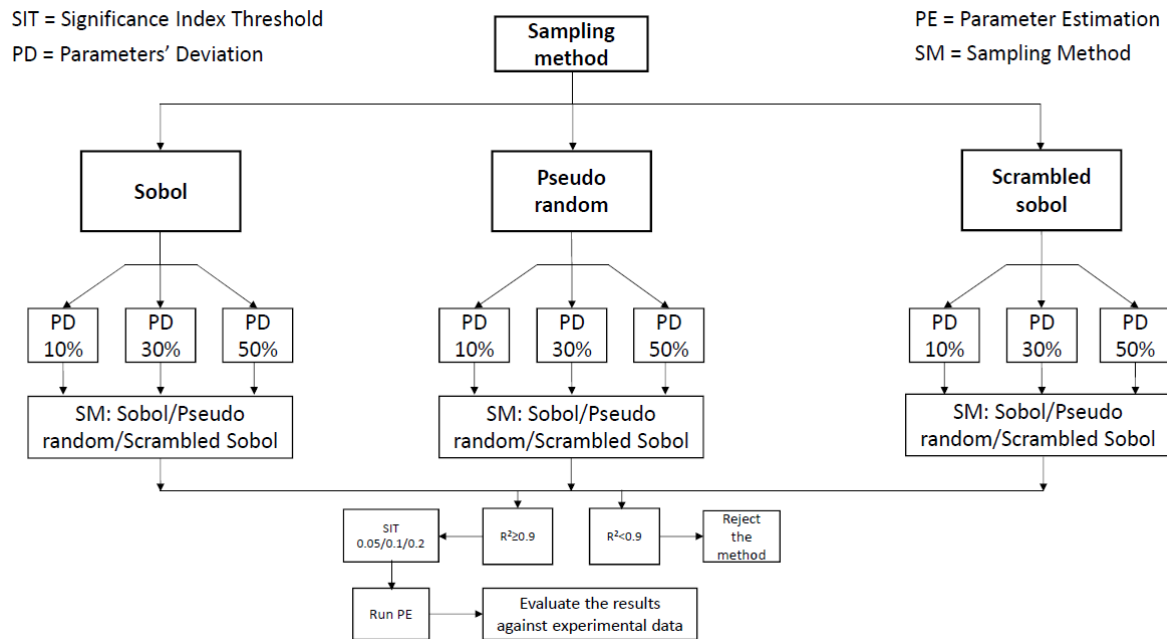 SIT = Significance Index Threshold
PD = Parameters' Deviation
Sampling
method
PE = Parameter Estimation
SM = Sampling Method
Sobol
Pseudo
random
Scrambled
sobol
PD
10%
PD
30%
PD
50%
PD
10%
PD
30%
PD
50%
PD
10%
PD
30%
PD
50%
SM: Sobol/Pseudo
random/Scrambled Sobol
SM: Sobol/Pseudo
random/Scrambled Sobol
SM: Sobol/Pseudo
random/Scrambled Sobol
SIT
0.05/0.1/0.2
R²≥0.9
R²<0.9
Reject
the
method
Run PE
Evaluate the results
against experimental data